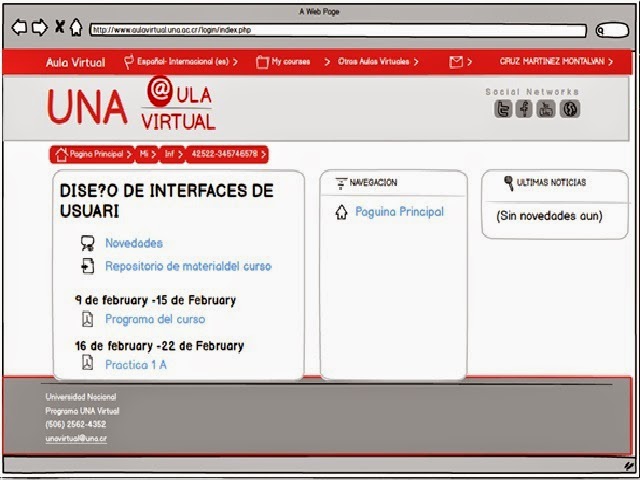 A Web Page
http://www.aulavirtual.una.ac.cr/login/index.php
Aula Virtual
Español- Internacional (es)
My courses
Otras Aulas Virtuales
CRUZ MARTINEZ MONTALVAN
UNA
@ULA
VIRTUAL
Social Networks
Pagina Principal
Mi
Inf
42522-345746578
DISE?O DE INTERFACES DE
USUARI
Novedades
Repositorio de materialdel curso
9 de february -15 de February
Programa del curso
16 de february -22 de February
Practica 1 A
NAVEGACION
Paguina Principal
ULTIMAS NOTICIAS
(Sin novedades aun)
Universidad Nacional
Programa UNA Virtual
(506) 2562-4352
unavirtual@una.cr